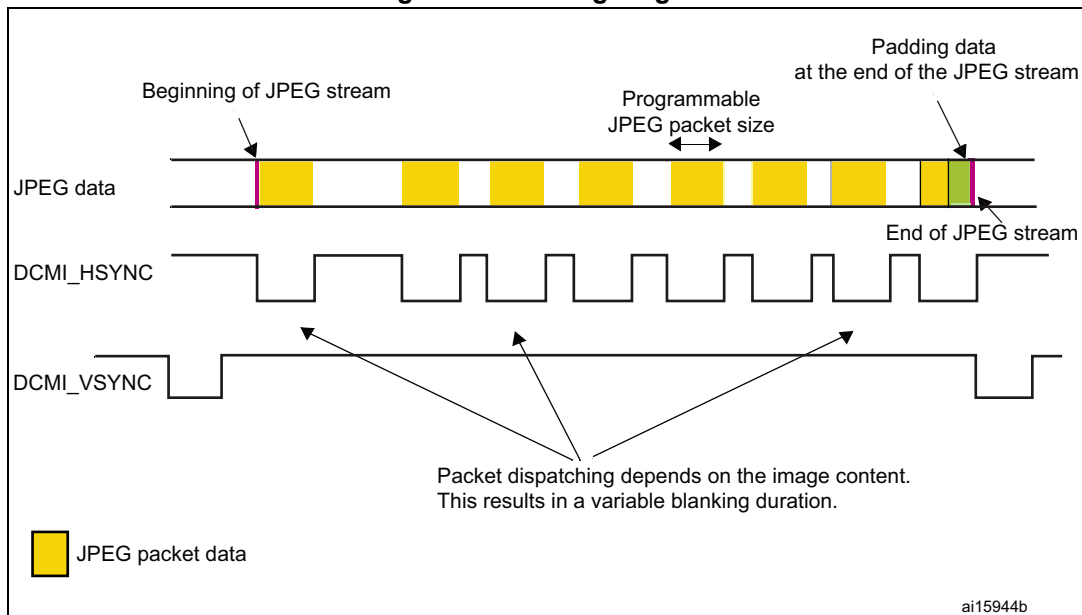 Padding data
at the end of the JPEG stream
Beginning of JPEG stream
Programmable
JPEG packet size
JPEG data
End of JPEG stream
DCMI_HSYNC
DCMI_VSYNC
Packet dispatching depends on the image content.
This results in a variable blanking duration.
JPEG packet data
ai15944b